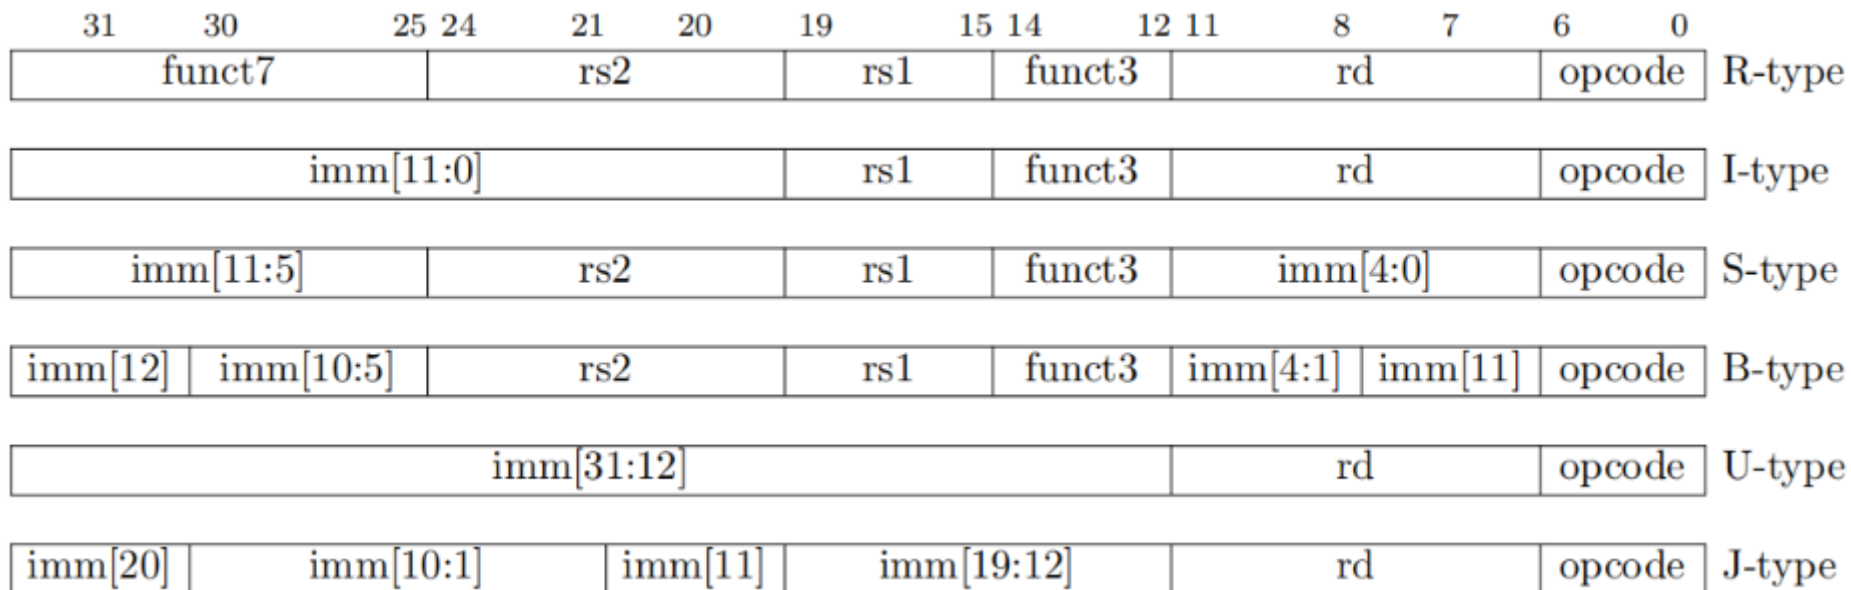 31 30 25 24 21 20 19 15 14 12 11 8 7 6 0
funct7 rs2 rs1 funct3 rd opcode R-type
imm[11:0] rs1 funct3 rd opcode I-type
imm[11:5] rs2 rs1 funct3 imm[4:0] opcode S-type
imm[12] imm[10:5] rs2 rs1 funct3 imm[4:1] imm[11] opcode B-type
imm[31:12] rd opcode U-type
imm[20] imm[10:1] imm[11] imm[19:12] rd opcode J-type